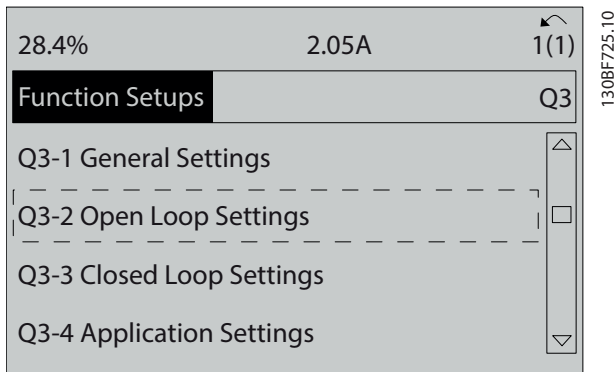 28.4% 2.05A 1(1)
Function Setups Q3
Q3-1 General Settings
Q3-2 Open Loop Settings
Q3-3 Closed Loop Settings
Q3-4 Application Settings
130BF725.10